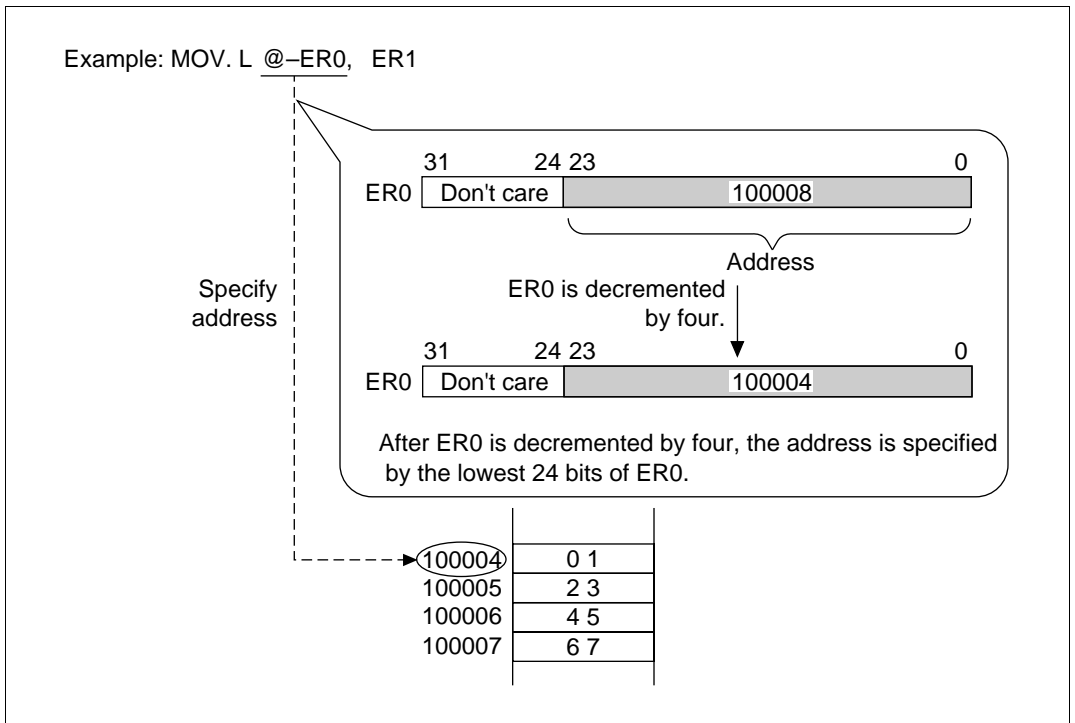 Example: MOV. L @–ER0, ER1
31 24 23 0
ER0 Don't care 100008
Address
Specify
address
ER0 is decremented
by four.
31 24 23 0
ER0 Don't care 100004
After ER0 is decremented by four, the address is specified
by the lowest 24 bits of ER0.
100004 0 1
100005 2 3
100006 4 5
100007 6 7